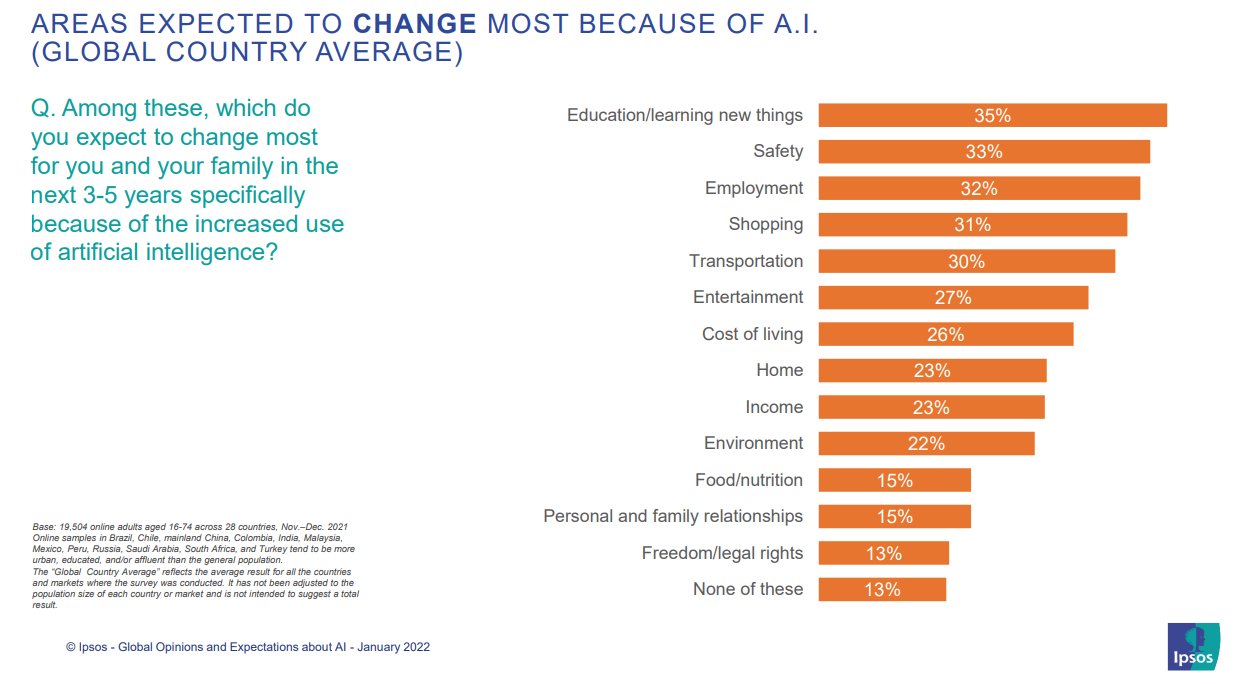 AREAS EXPECTED TO CHANGE MOST BECAUSE OF A.I.
(GLOBAL COUNTRY AVERAGE)
Q. Among these, which do
you expect to change most
for you and your family in the
next 3-5 years specifically
because of the increased use
of artificial intelligence?
Education/learning new things 35%
Safety 33%
Employment 32%
Shopping 31%
Transportation 30%
Entertainment 27%
Cost of living 26%
Home 23%
Income 23%
Environment 22%
Food/nutrition 15%
Personal and family relationships 15%
Freedom/legal rights 13%
None of these 13%
Base: 19,504 online adults aged 16-74 across 28 countries, Nov.–Dec. 2021
Online samples in Brazil, Chile, mainland China, Colombia, India, Malaysia,
Mexico, Peru, Russia, Saudi Arabia, South Africa, and Turkey tend to be more
urban, educated, and/or affluent than the general population.
The "Global Country Average" reflects the average result for all the countries
and markets where the survey was conducted. It has not been adjusted to the
population size of each country or market and is not intended to suggest a total
result.
© Ipsos - Global Opinions and Expectations about AI - January 2022
Ipsos